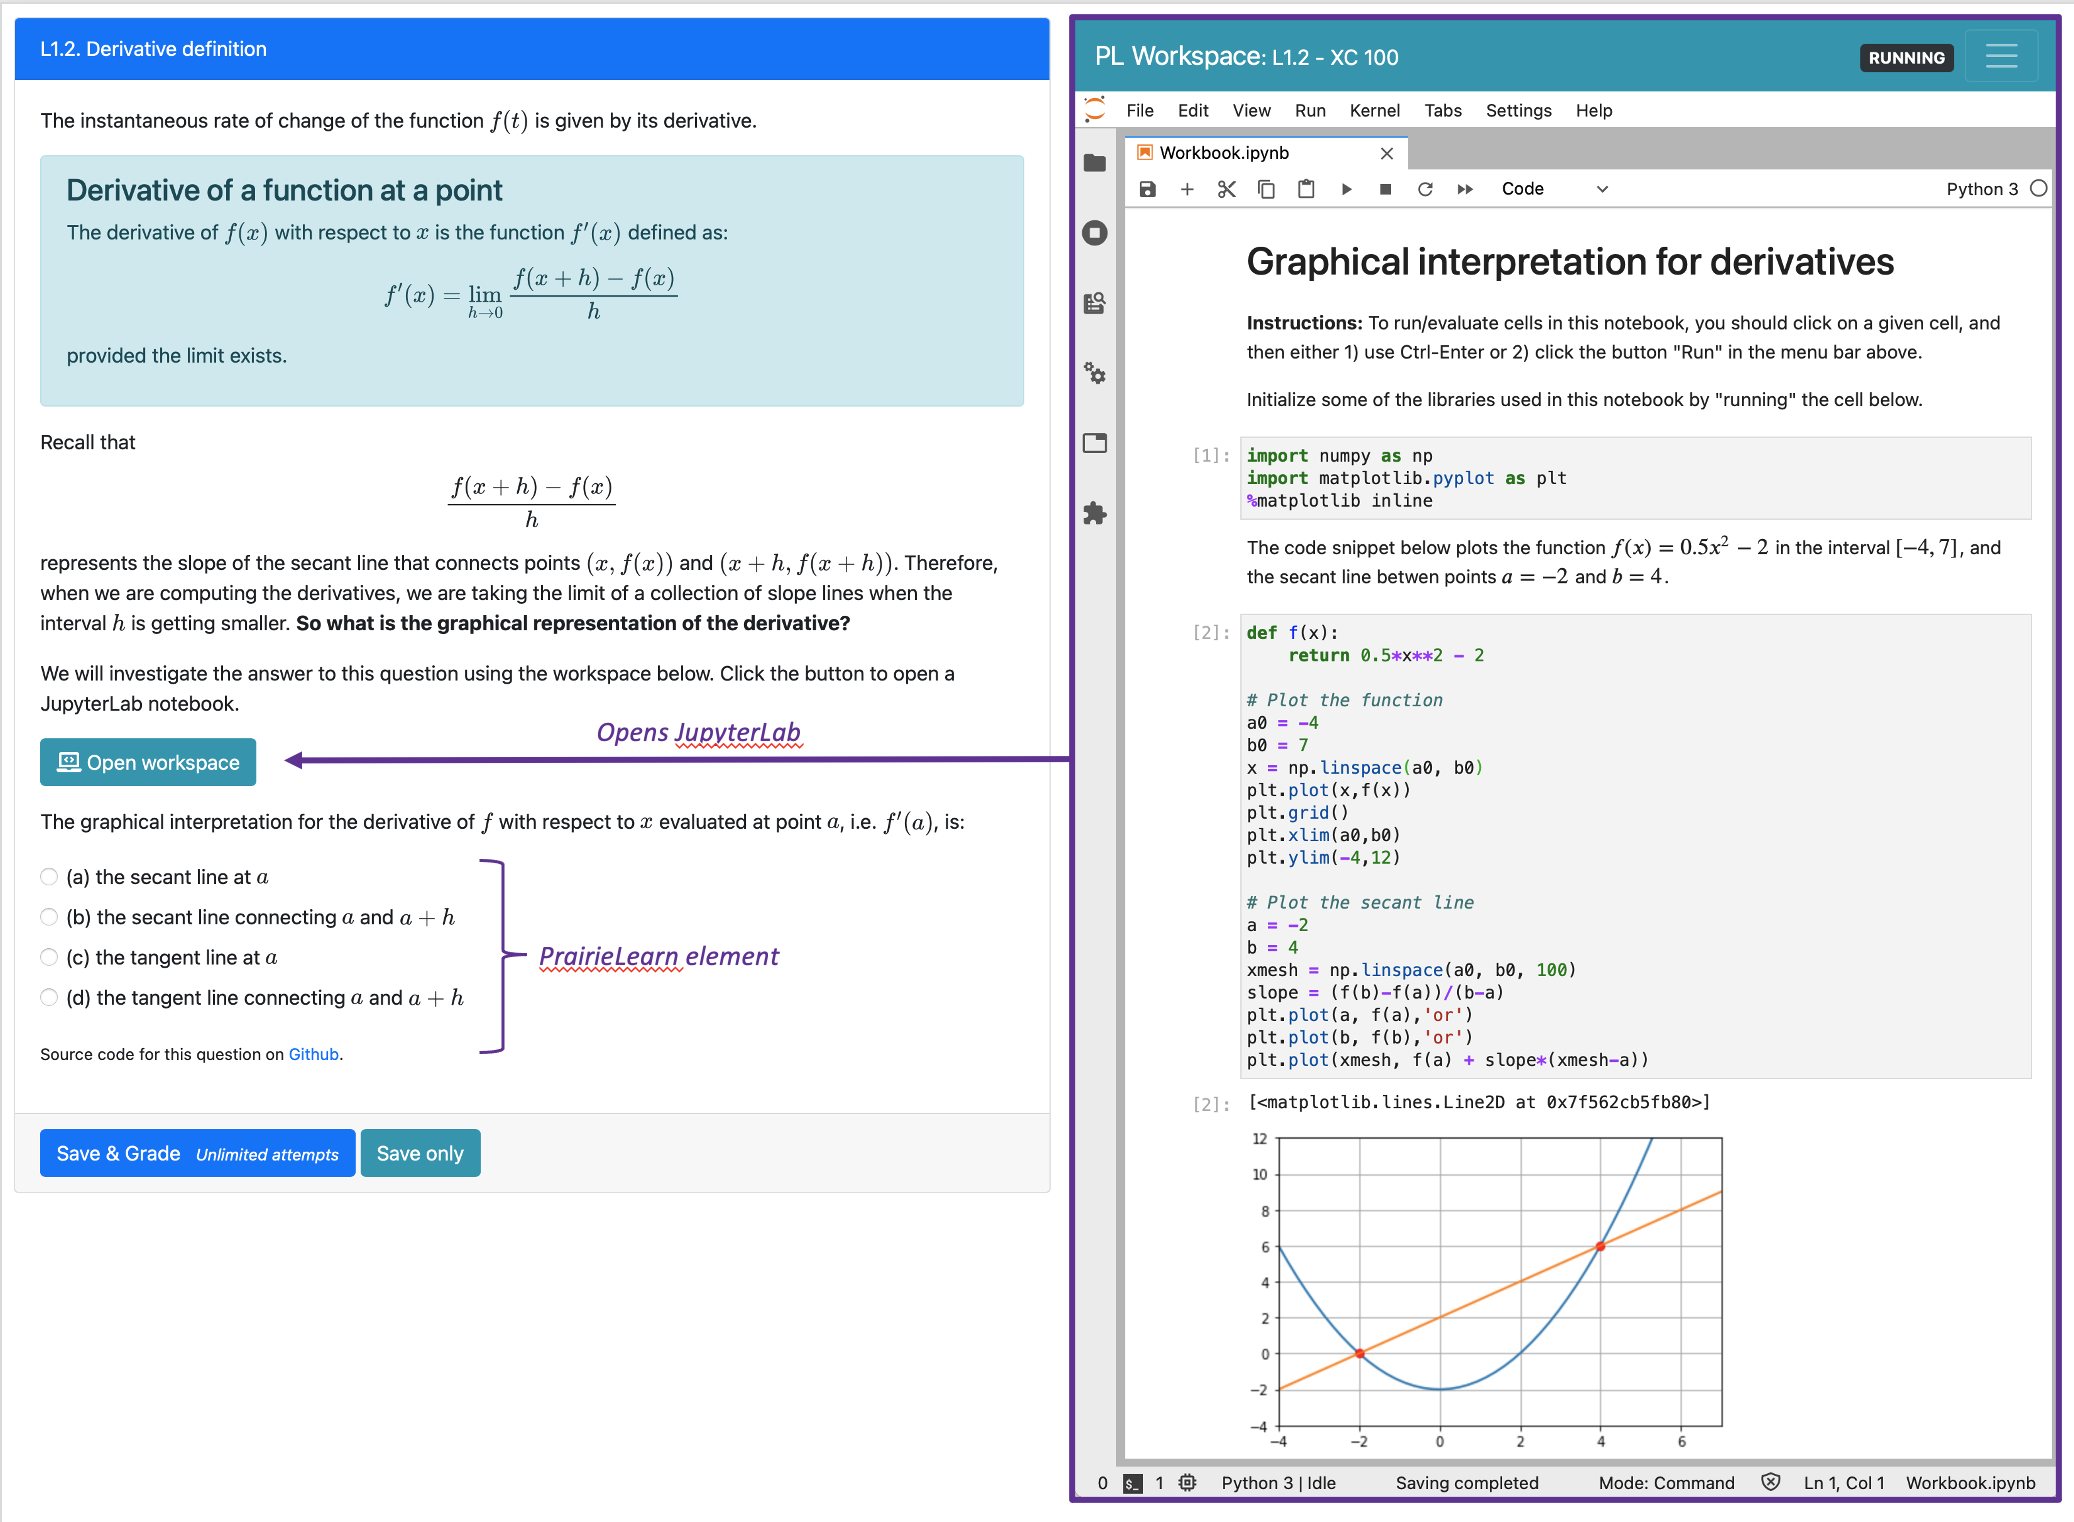 L1.2. Derivative definition
The instantaneous rate of change of the function f(t) is given by its derivative.
Derivative of a function at a point
The derivative of f(x) with respect to x is the function f′(x) defined as:
f′(x) = lim h→0 f(x + h) − f(x) / h
provided the limit exists.
Recall that
f(x + h) − f(x) / h
represents the slope of the secant line that connects points (x, f(x)) and (x + h, f(x + h)). Therefore,
when we are computing the derivatives, we are taking the limit of a collection of slope lines when the
interval h is getting smaller. So what is the graphical representation of the derivative?
We will investigate the answer to this question using the workspace below. Click the button to open a
JupyterLab notebook.
Opens JupyterLab
Open workspace
The graphical interpretation for the derivative of f with respect to x evaluated at point a, i.e. f′(a), is:
(a) the secant line at a
(b) the secant line connecting a and a + h
(c) the tangent line at a
(d) the tangent line connecting a and a + h
PrairieLearn element
Source code for this question on Github.
Save & Grade Unlimited attempts Save only
PL Workspace: L1.2 - XC 100 RUNNING
File Edit View Run Kernel Tabs Settings Help
Workbook.ipynb
Code Python 3
Graphical interpretation for derivatives
Instructions: To run/evaluate cells in this notebook, you should click on a given cell, and
then either 1) use Ctrl-Enter or 2) click the button "Run" in the menu bar above.
Initialize some of the libraries used in this notebook by "running" the cell below.
[1]: import numpy as np
import matplotlib.pyplot as plt
%matplotlib inline
The code snippet below plots the function f(x) = 0.5x² − 2 in the interval [−4, 7], and
the secant line betwen points a = −2 and b = 4.
[2]: def f(x):
return 0.5*x**2 - 2
# Plot the function
a0 = -4
b0 = 7
x = np.linspace(a0, b0)
plt.plot(x,f(x))
plt.grid()
plt.xlim(a0,b0)
plt.ylim(-4,12)
# Plot the secant line
a = -2
b = 4
xmesh = np.linspace(a0, b0, 100)
slope = (f(b)-f(a))/(b-a)
plt.plot(a, f(a),'or')
plt.plot(b, f(b),'or')
plt.plot(xmesh, f(a) + slope*(xmesh-a))
[2]: [<matplotlib.lines.Line2D at 0x7f562cb5fb80>]
12
10
8
6
4
2
0
−2
−4
−4 −2 0 2 4 6
0 $_ 1 Python 3 | Idle Saving completed Mode: Command Ln 1, Col 1 Workbook.ipynb